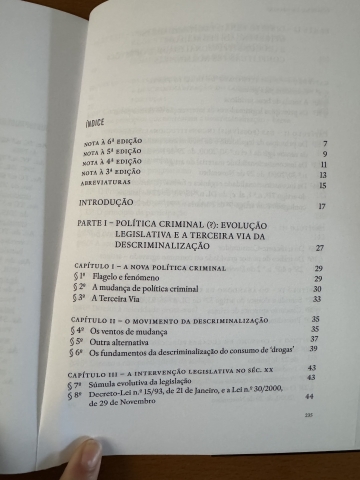 ÍNDICE
NOTA À 6ª EDIÇÃO 7
NOTA À 5ª EDIÇÃO 9
NOTA À 4ª EDIÇÃO 11
NOTA À 3ª EDIÇÃO 13
ABREVIATURAS 15
INTRODUÇÃO 17
PARTE I – POLÍTICA CRIMINAL (?): EVOLUÇÃO
LEGISLATIVA E A TERCEIRA VIA DA
DESCRIMINALIZAÇÃO 27
CAPÍTULO I – A NOVA POLÍTICA CRIMINAL 29
§ 1º Flagelo e fenómeno 29
§ 2º A mudança de política criminal 30
§ 3º A Terceira Via 33
CAPÍTULO II – O MOVIMENTO DA DESCRIMINALIZAÇÃO 35
§ 4º Os ventos de mudança 35
§ 5º Outra alternativa 37
§ 6º Os fundamentos da descriminalização do consumo de 'drogas' 39
CAPÍTULO III – A INTERVENÇÃO LEGISLATIVA NO SÉC. XX 43
§ 7º Súmula evolutiva da legislação 43
§ 8º Decreto-Lei n.º 15/93, de 21 de Janeiro, e a Lei n.º 30/2000,
de 29 de Novembro 44